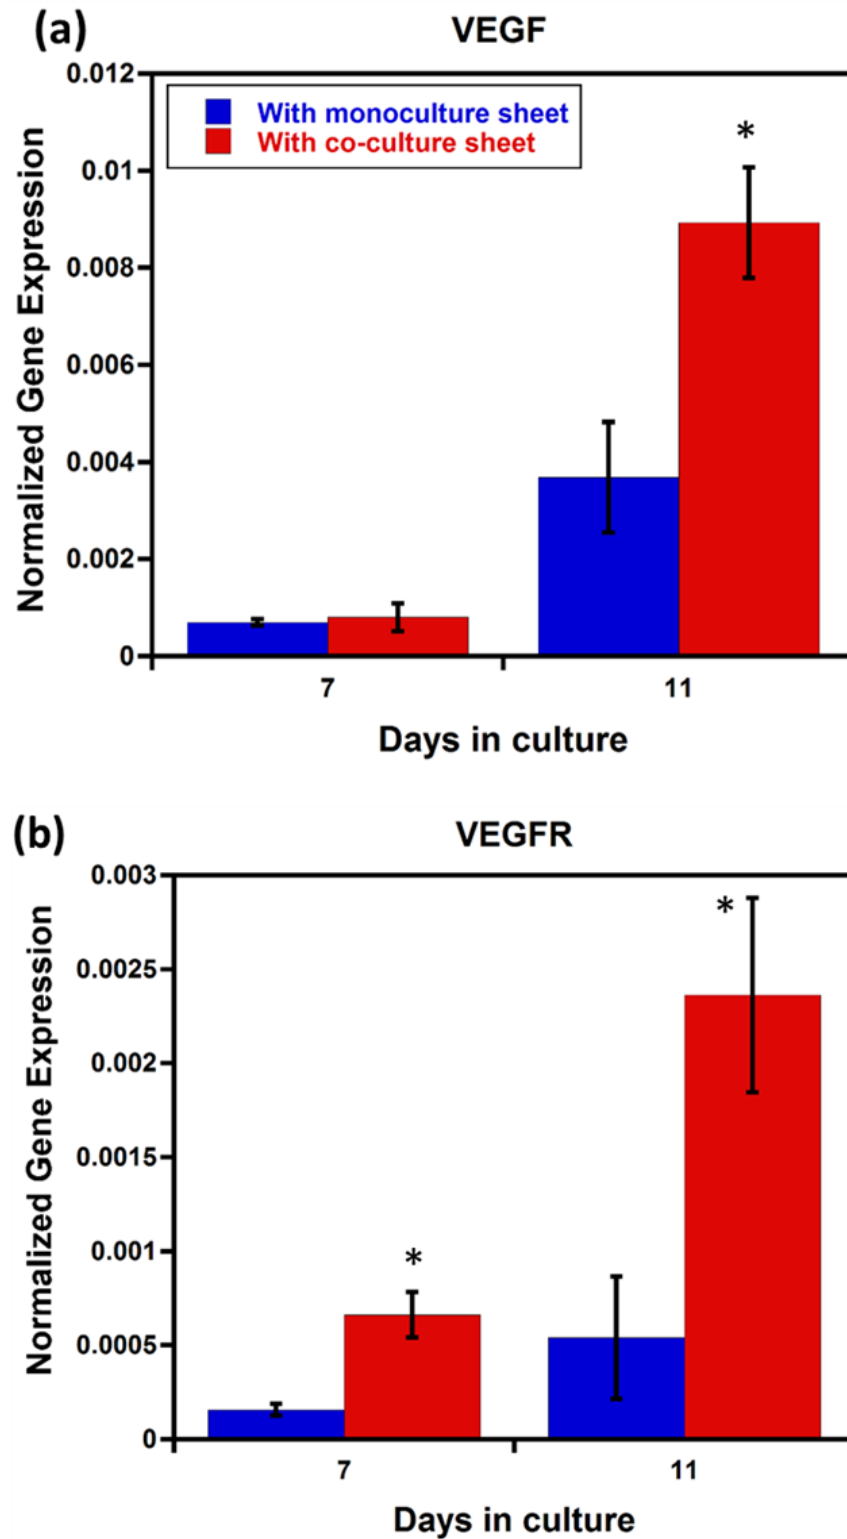 (a)
VEGF
Normalized Gene Expression
0.012
0.01
0.008
0.006
0.004
0.002
0
With monoculture sheet
With co-culture sheet
*
7
11
Days in culture
(b)
VEGFR
Normalized Gene Expression
0.003
0.0025
0.002
0.0015
0.001
0.0005
0
*
*
7
11
Days in culture